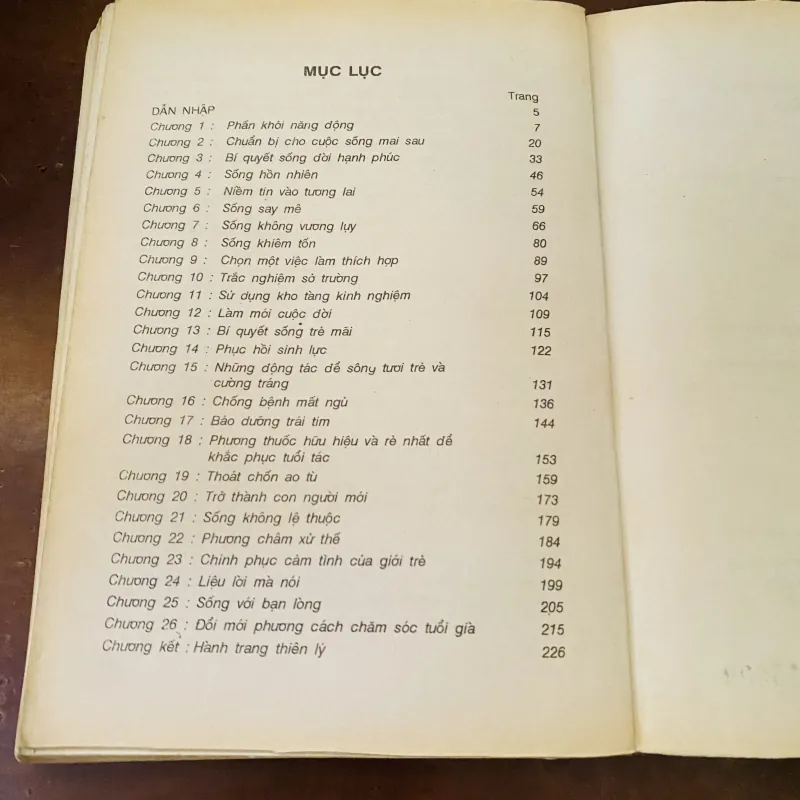 MỤC LỤC
Trang
DẪN NHẬP 5
Chương 1 : Phấn khởi năng động 7
Chương 2 : Chuẩn bị cho cuộc sống mai sau 20
Chương 3 : Bí quyết sống đời hạnh phúc 33
Chương 4 : Sống hồn nhiên 46
Chương 5 : Niềm tin vào tương lai 54
Chương 6 : Sống say mê 59
Chương 7 : Sống không vương lụy 66
Chương 8 : Sống khiêm tốn 80
Chương 9 : Chọn một việc làm thích hợp 89
Chương 10 : Trắc nghiệm sở trường 97
Chương 11 : Sử dụng kho tàng kinh nghiệm 104
Chương 12 : Làm mới cuộc đời 109
Chương 13 : Bí quyết sống trẻ mãi 115
Chương 14 : Phục hồi sinh lực 122
Chương 15 : Những động tác để sông tươi trẻ và
cường tráng 131
Chương 16 : Chống bệnh mất ngủ 136
Chương 17 : Bảo dưỡng trái tim 144
Chương 18 : Phương thuốc hữu hiệu và rẻ nhất để
khắc phục tuổi tác 153
Chương 19 : Thoát chốn ao tù 159
Chương 20 : Trở thành con người mới 173
Chương 21 : Sống không lệ thuộc 179
Chương 22 : Phương châm xử thế 184
Chương 23 : Chinh phục cảm tình của giới trẻ 194
Chương 24 : Liệu lời mà nói 199
Chương 25 : Sống với bạn lòng 205
Chương 26 : Đổi mới phương cách chăm sóc tuổi già 215
Chương kết : Hành trang thiên lý 226